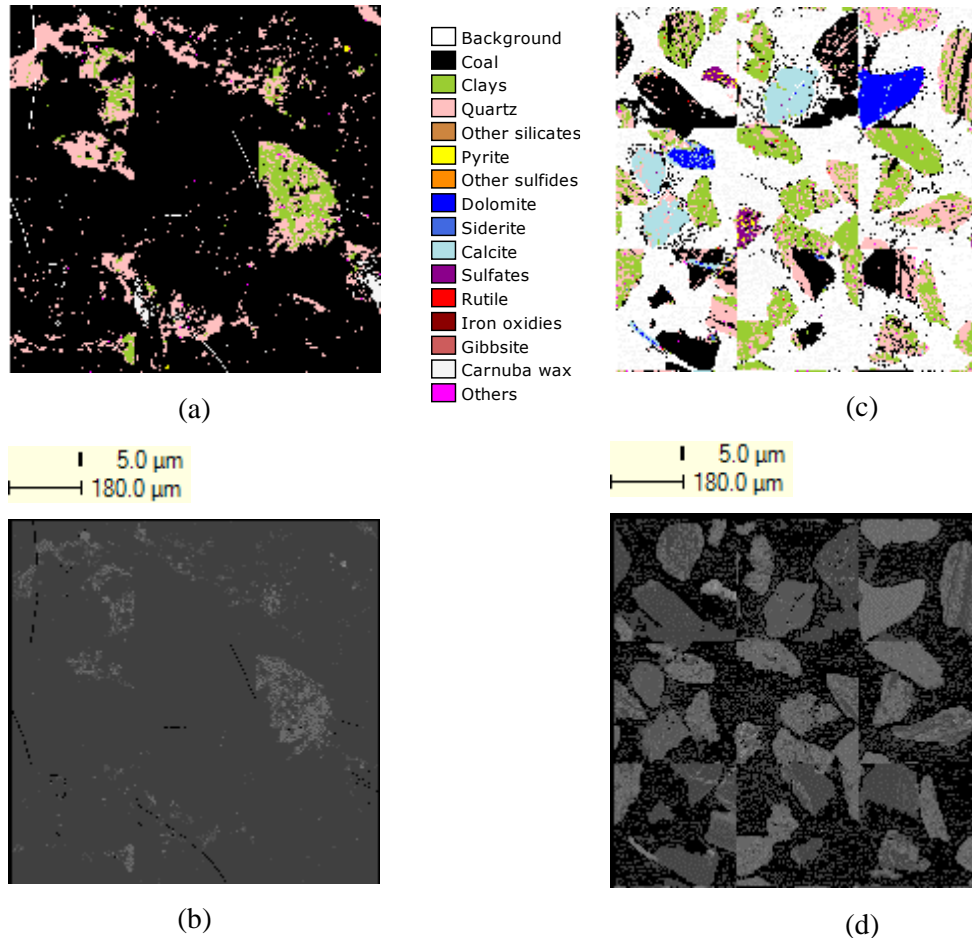 Background
Coal
Clays
Quartz
Other silicates
Pyrite
Other sulfides
Dolomite
Siderite
Calcite
Sulfates
Rutile
Iron oxidies
Gibbsite
Carnuba wax
Others
(a)
(c)
5.0 µm
180.0 µm
5.0 µm
180.0 µm
(b)
(d)